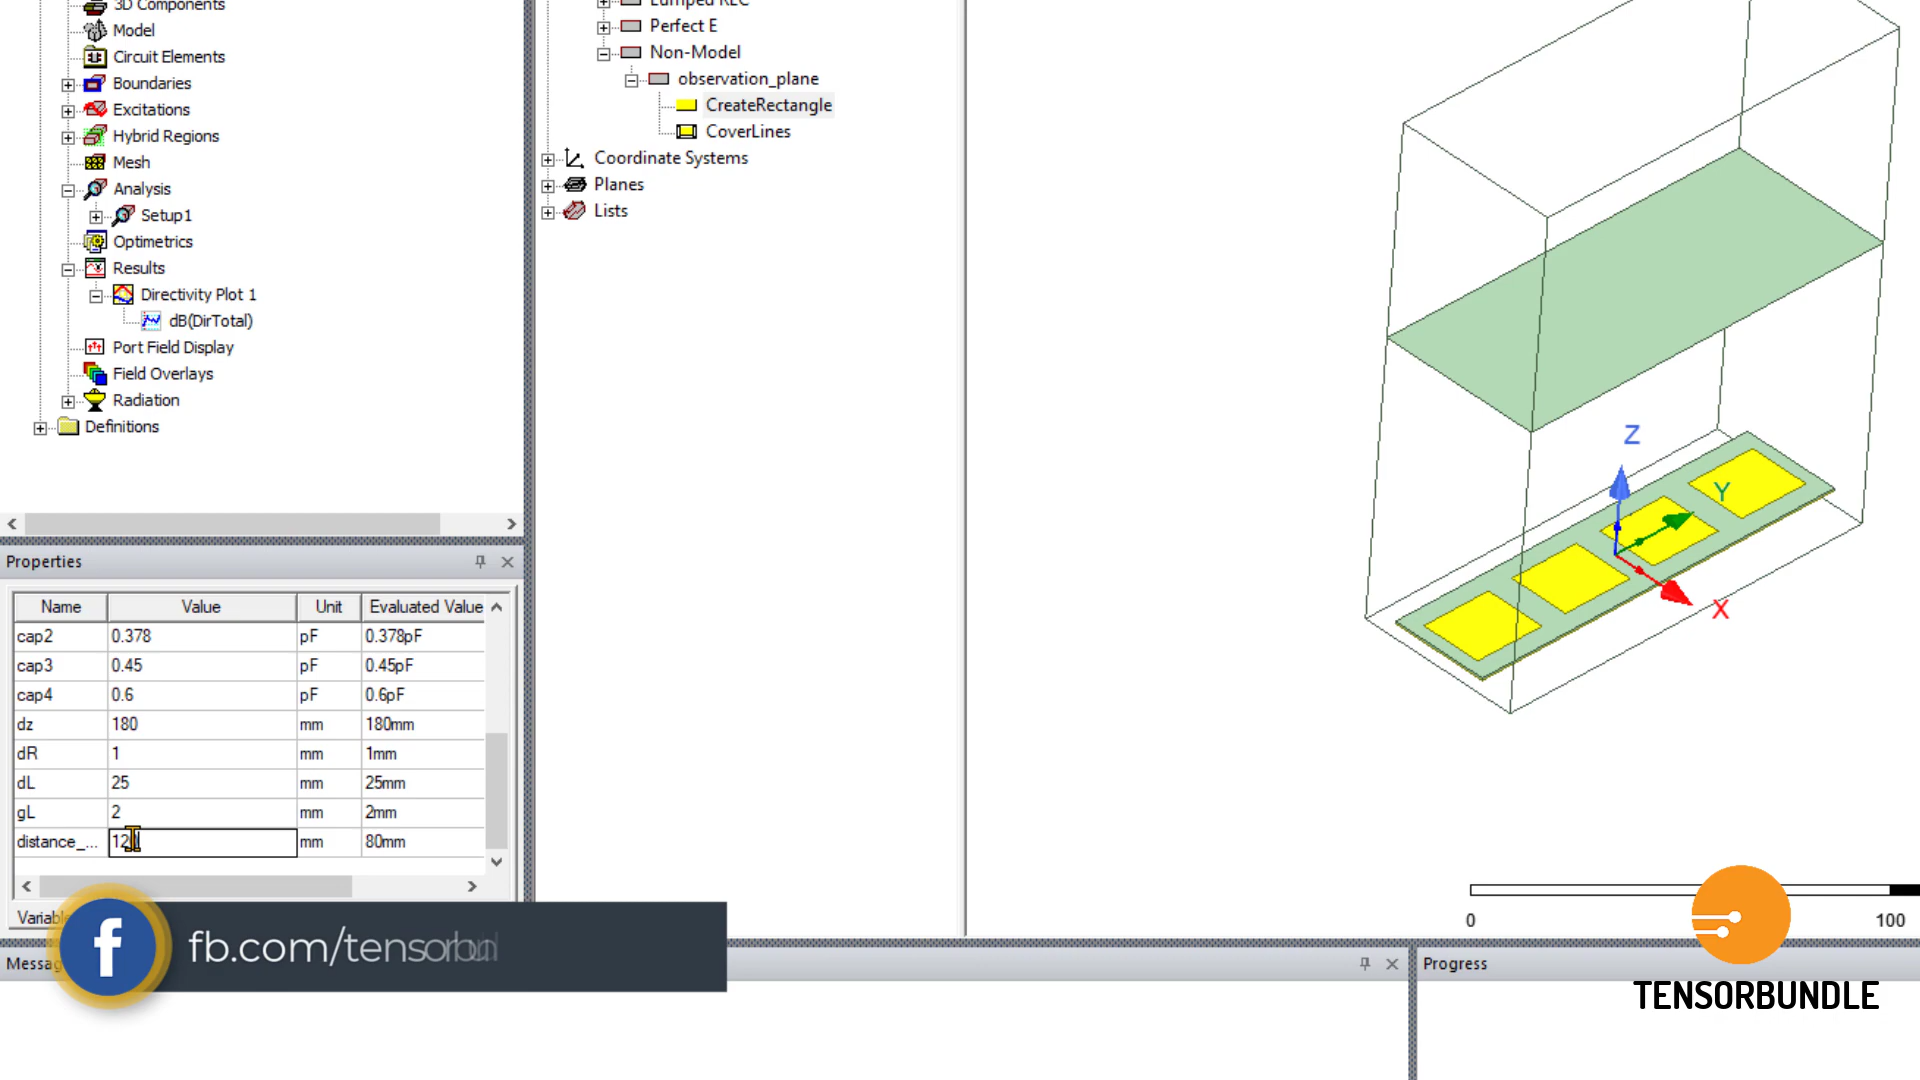 3D Components
Model
Circuit Elements
Boundaries
Excitations
Hybrid Regions
Mesh
Analysis
Setup1
Optimetrics
Results
Directivity Plot 1
dB(DirTotal)
Port Field Display
Field Overlays
Radiation
Definitions
Perfect E
Non-Model
observation_plane
CreateRectangle
CoverLines
Coordinate Systems
Planes
Lists
Z
Y
X
0
100
Properties
Name Value Unit Evaluated Value
cap2 0.378 pF 0.378pF
cap3 0.45 pF 0.45pF
cap4 0.6 pF 0.6pF
dz 180 mm 180mm
dR 1 mm 1mm
dL 25 mm 25mm
gL 2 mm 2mm
distance_... mm 80mm
Progress
TENSORBUNDLE